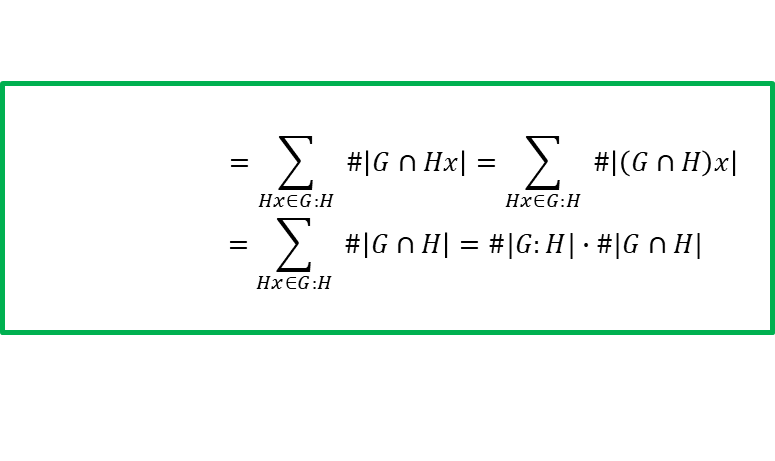 = ∑_{Hx∈G:H} #|G ∩ Hx| = ∑_{Hx∈G:H} #|(G ∩ H)x|
= ∑_{Hx∈G:H} #|G ∩ H| = #|G:H| · #|G ∩ H|